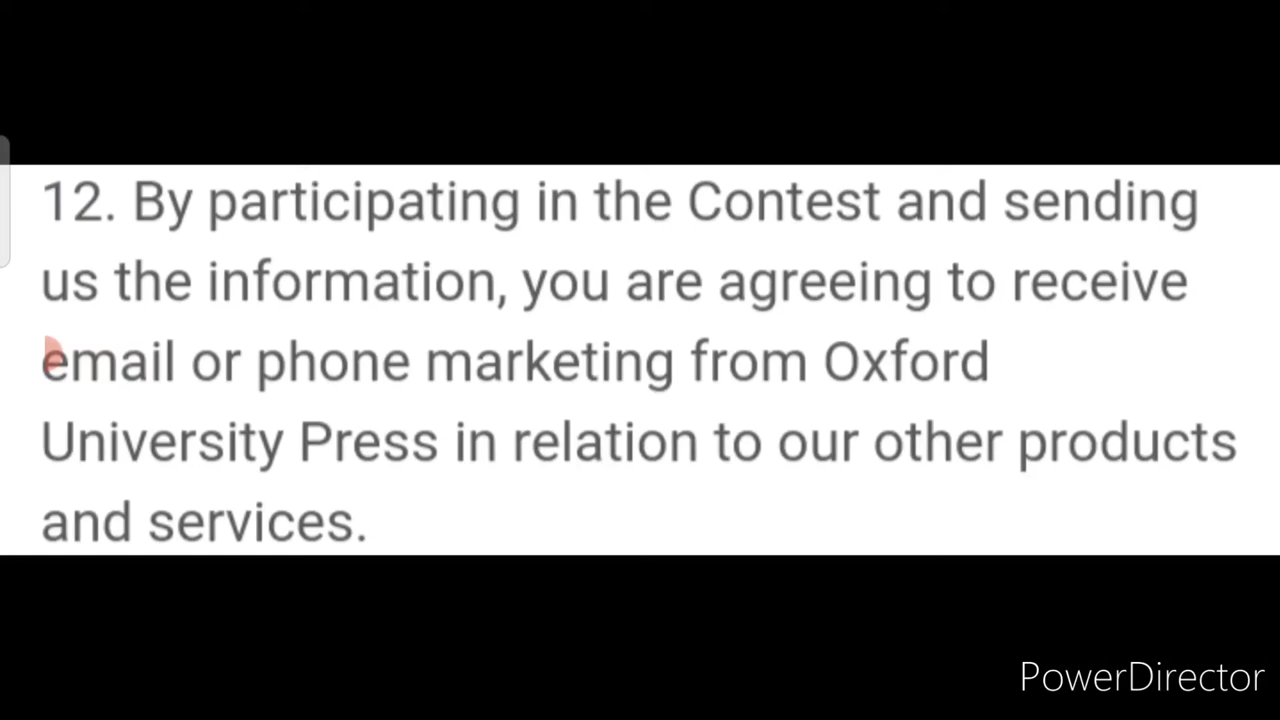 12. By participating in the Contest and sending
us the information, you are agreeing to receive
email or phone marketing from Oxford
University Press in relation to our other products
and services.
PowerDirector